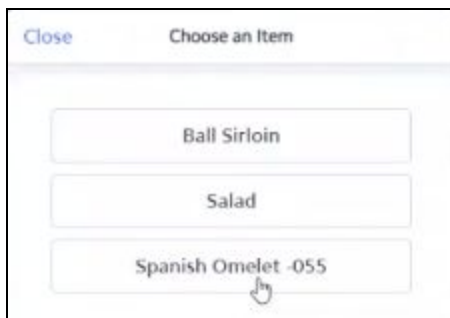 Close
Choose an Item
Ball Sirloin
Salad
Spanish Omelet -055